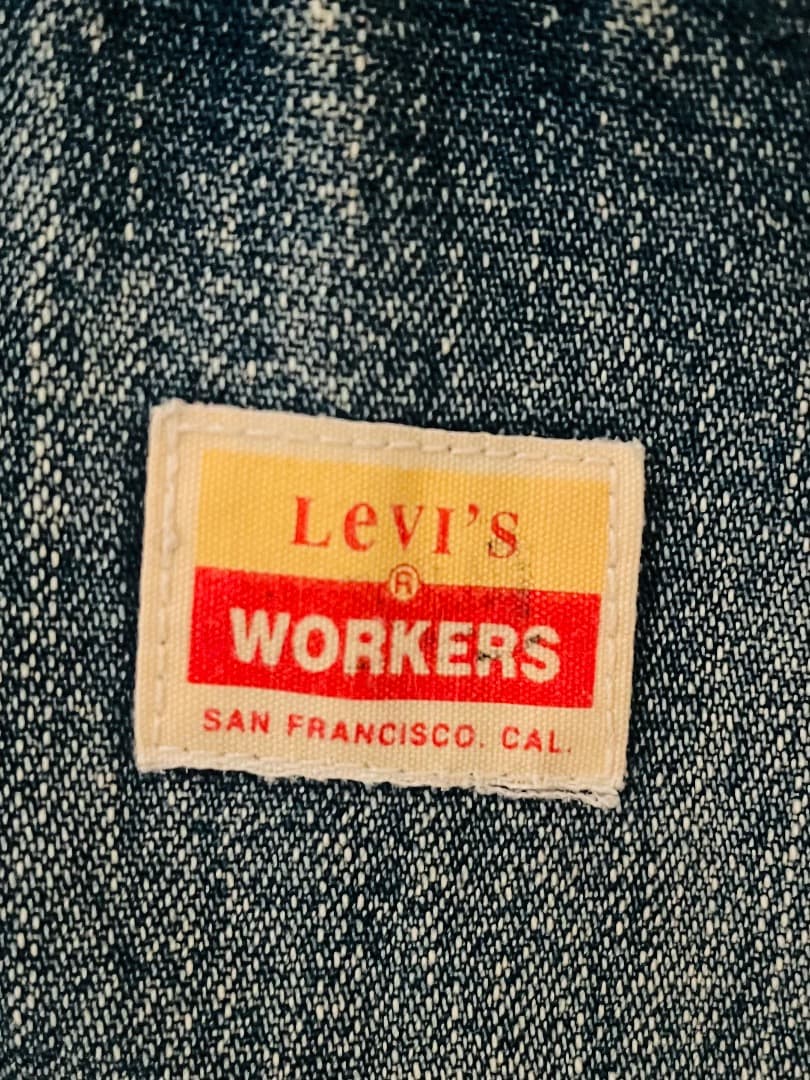 LeVI'S
®
WORKERS
SAN FRANCISCO. CAL.